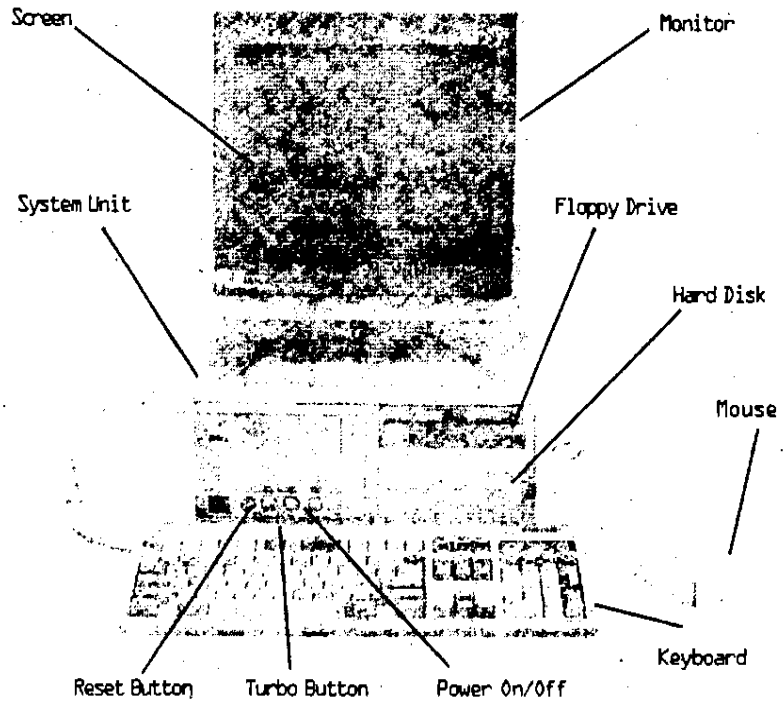 Screen
Monitor
System Unit
Floppy Drive
Hard Disk
Mouse
Keyboard
Reset Button
Turbo Button
Power On/Off